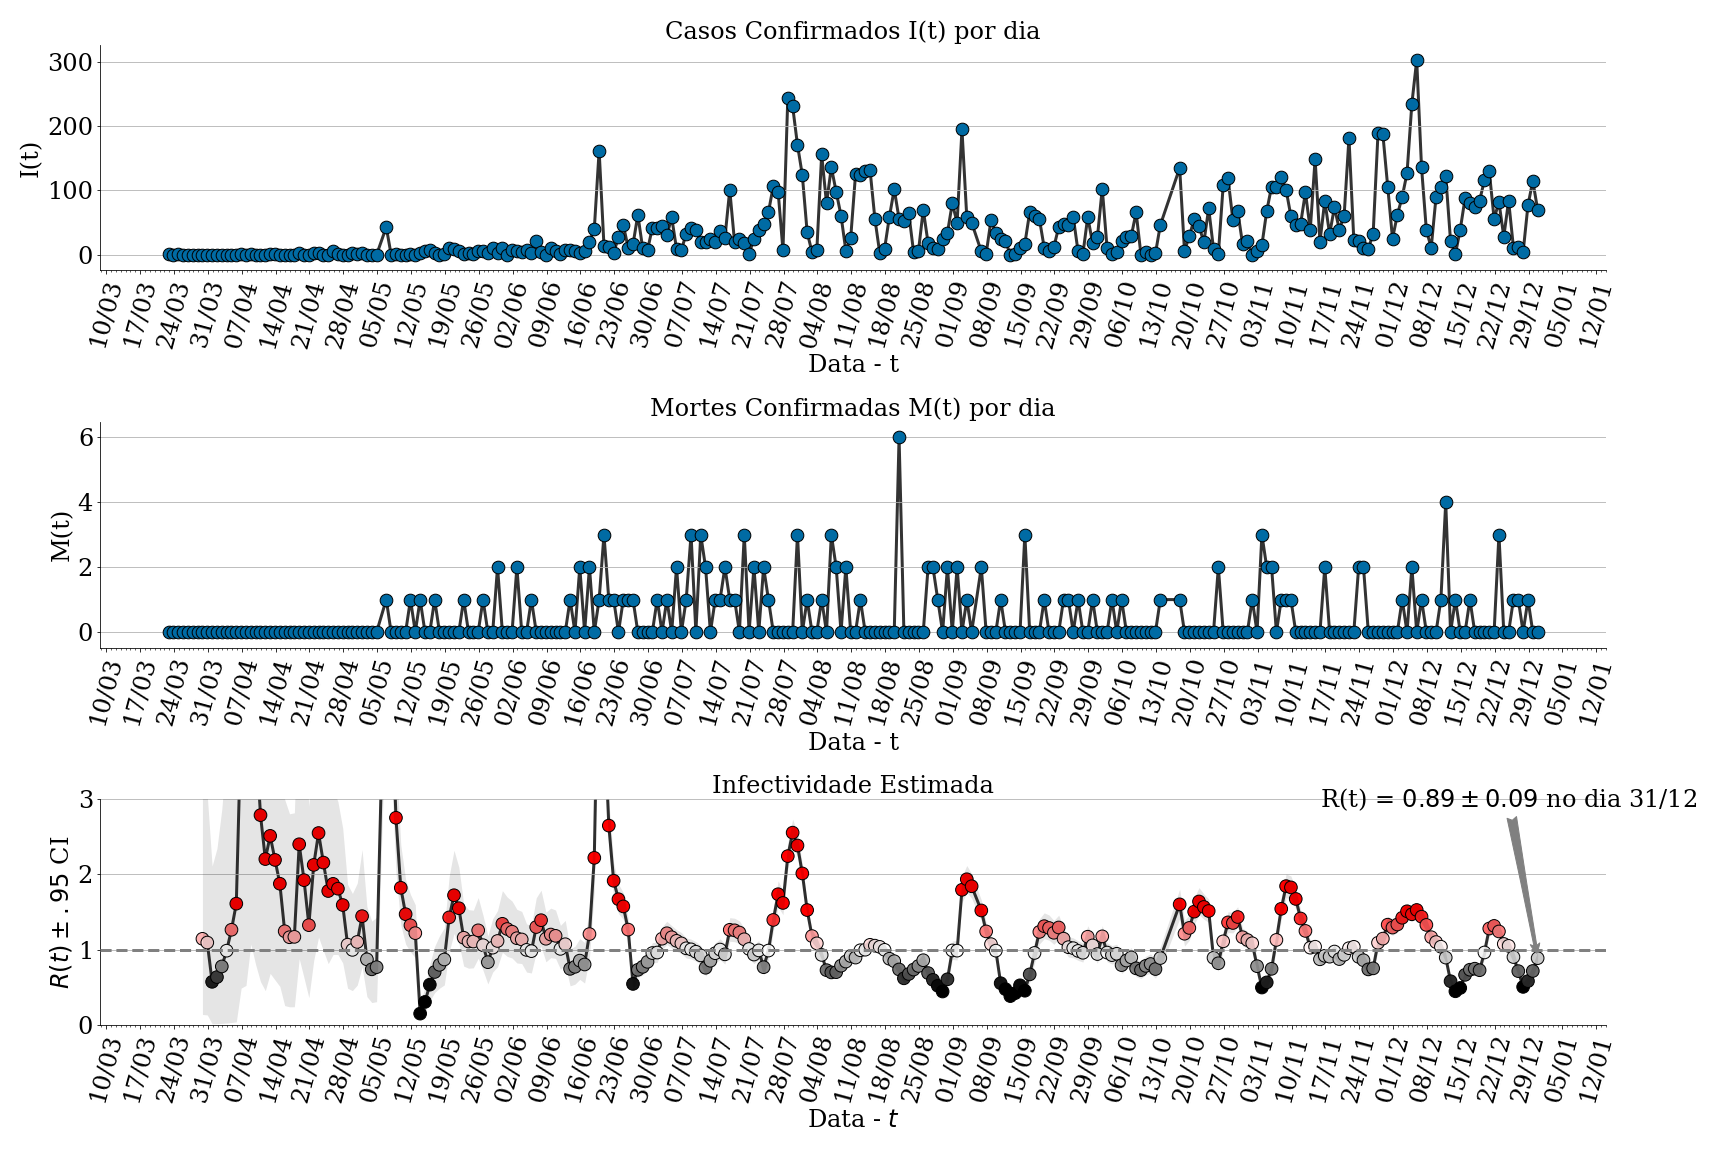 Casos Confirmados I(t) por dia
300
200
100
0
I(t)
10/03 17/03 24/03 31/03 07/04 14/04 21/04 28/04 05/05 12/05 19/05 26/05 02/06 09/06 16/06 23/06 30/06 07/07 14/07 21/07 28/07 04/08 11/08 18/08 25/08 01/09 08/09 15/09 22/09 29/09 06/10 13/10 20/10 27/10 03/11 10/11 17/11 24/11 01/12 08/12 15/12 22/12 29/12 05/01 12/01
Data - t
Mortes Confirmadas M(t) por dia
6
4
2
0
M(t)
10/03 17/03 24/03 31/03 07/04 14/04 21/04 28/04 05/05 12/05 19/05 26/05 02/06 09/06 16/06 23/06 30/06 07/07 14/07 21/07 28/07 04/08 11/08 18/08 25/08 01/09 08/09 15/09 22/09 29/09 06/10 13/10 20/10 27/10 03/11 10/11 17/11 24/11 01/12 08/12 15/12 22/12 29/12 05/01 12/01
Data - t
Infectividade Estimada
R(t) = 0.89 ± 0.09 no dia 31/12
3
2
1
0
R(t) ± .95 CI
10/03 17/03 24/03 31/03 07/04 14/04 21/04 28/04 05/05 12/05 19/05 26/05 02/06 09/06 16/06 23/06 30/06 07/07 14/07 21/07 28/07 04/08 11/08 18/08 25/08 01/09 08/09 15/09 22/09 29/09 06/10 13/10 20/10 27/10 03/11 10/11 17/11 24/11 01/12 08/12 15/12 22/12 29/12 05/01 12/01
Data - t